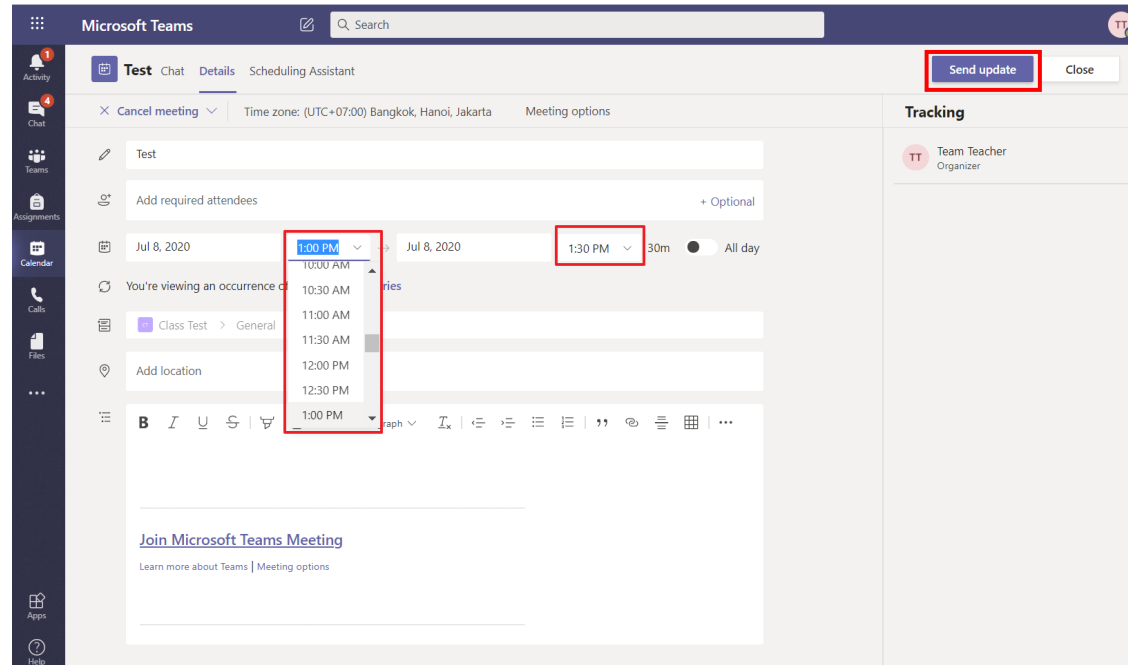 Microsoft Teams
Search
TT
1
Activity
4
Chat
Teams
Assignments
Calendar
Calls
Files
Apps
Help
Test Chat Details Scheduling Assistant
Send update Close
Cancel meeting Time zone: (UTC+07:00) Bangkok, Hanoi, Jakarta Meeting options
Test
Add required attendees + Optional
Jul 8, 2020 1:00 PM → Jul 8, 2020 1:30 PM 30m All day
10:00 AM
10:30 AM
11:00 AM
11:30 AM
12:00 PM
12:30 PM
1:00 PM
You're viewing an occurrence
CT Class Test > General
Add location
B I U S
Join Microsoft Teams Meeting
Learn more about Teams | Meeting options
Tracking
TT Team Teacher
Organizer